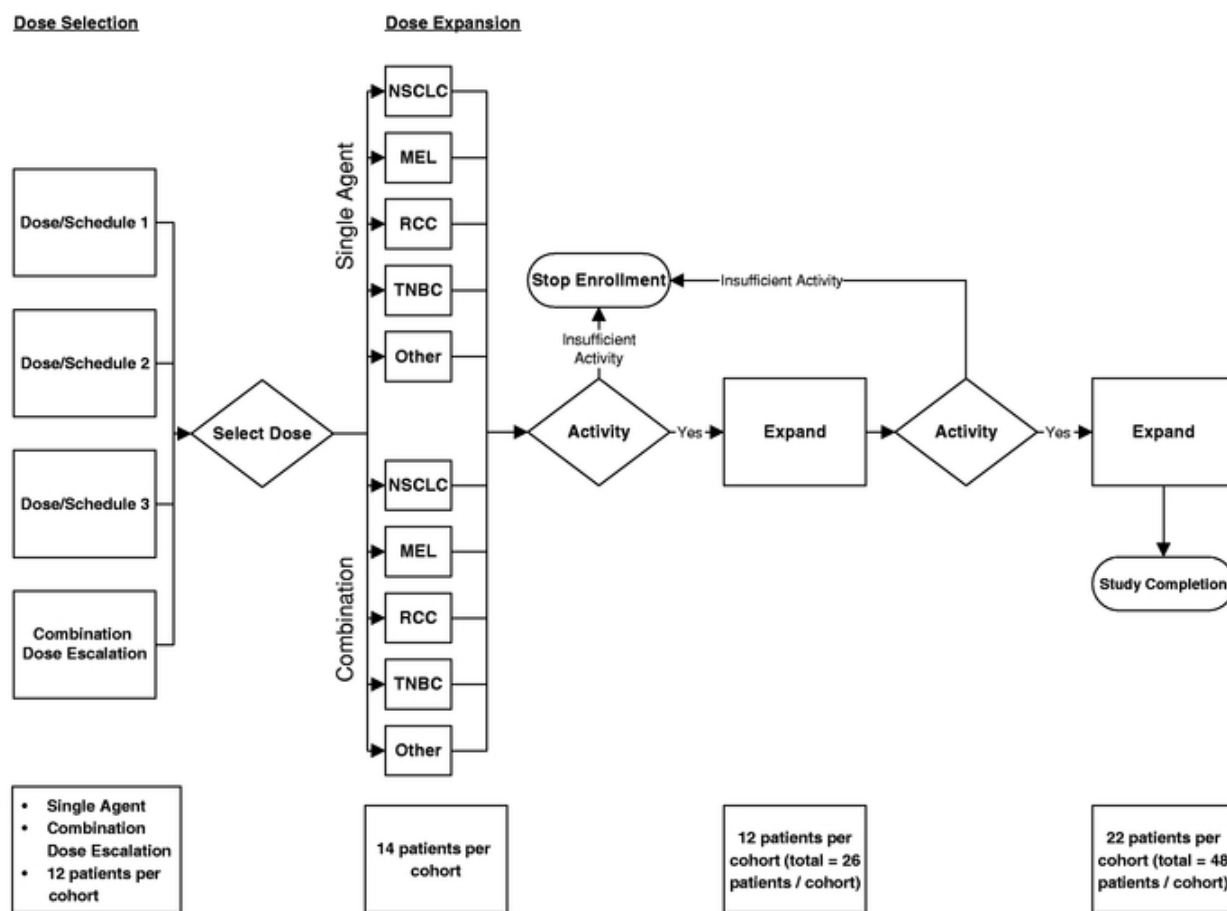 Dose Selection
Dose Expansion
Dose/Schedule 1
Dose/Schedule 2
Dose/Schedule 3
Combination
Dose Escalation
Select Dose
Single Agent
NSCLC
MEL
RCC
TNBC
Other
Combination
NSCLC
MEL
RCC
TNBC
Other
Stop Enrollment
Insufficient Activity
Insufficient
Activity
Activity
Yes
Expand
Activity
Yes
Expand
Study Completion
• Single Agent
• Combination
Dose Escalation
• 12 patients per
cohort
14 patients per
cohort
12 patients per
cohort (total = 26
patients / cohort)
22 patients per
cohort (total = 48
patients / cohort)